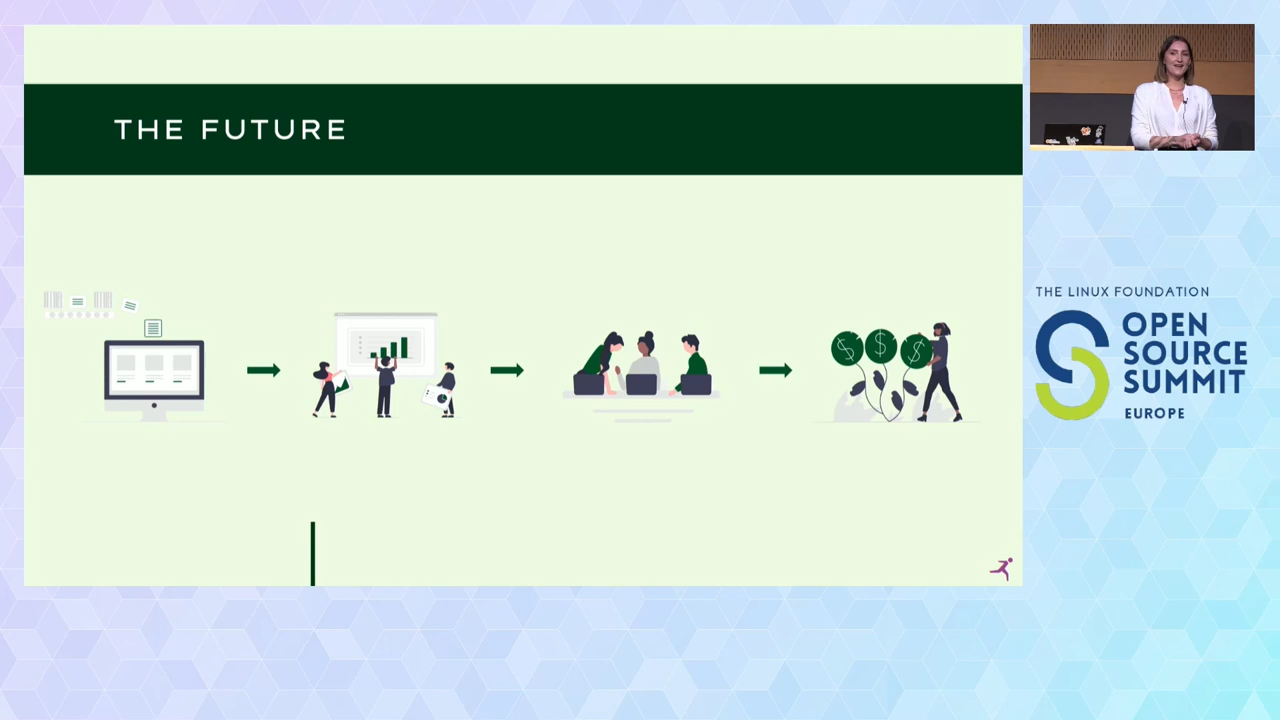 THE FUTURE
$ $ $
THE LINUX FOUNDATION
OPEN
SOURCE
SUMMIT
EUROPE